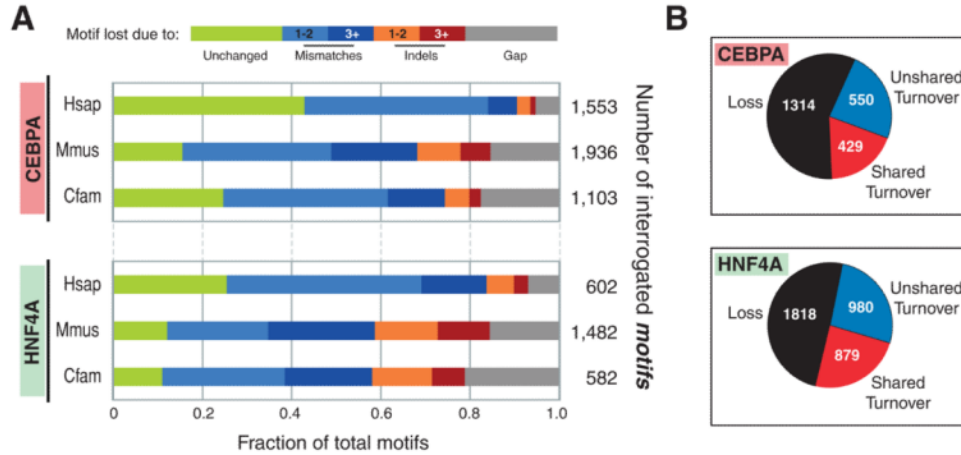 A
Motif lost due to:
1-2 3+ 1-2 3+
Unchanged Mismatches Indels Gap
CEBPA
Hsap 1,553
Mmus 1,936
Cfam 1,103
HNF4A
Hsap 602
Mmus 1,482
Cfam 582
0 0.2 0.4 0.6 0.8 1.0
Fraction of total motifs
Number of interrogated motifs
B
CEBPA
Loss 1314
550 Unshared
Turnover
429
Shared
Turnover
HNF4A
Loss 1818
980 Unshared
Turnover
879
Shared
Turnover